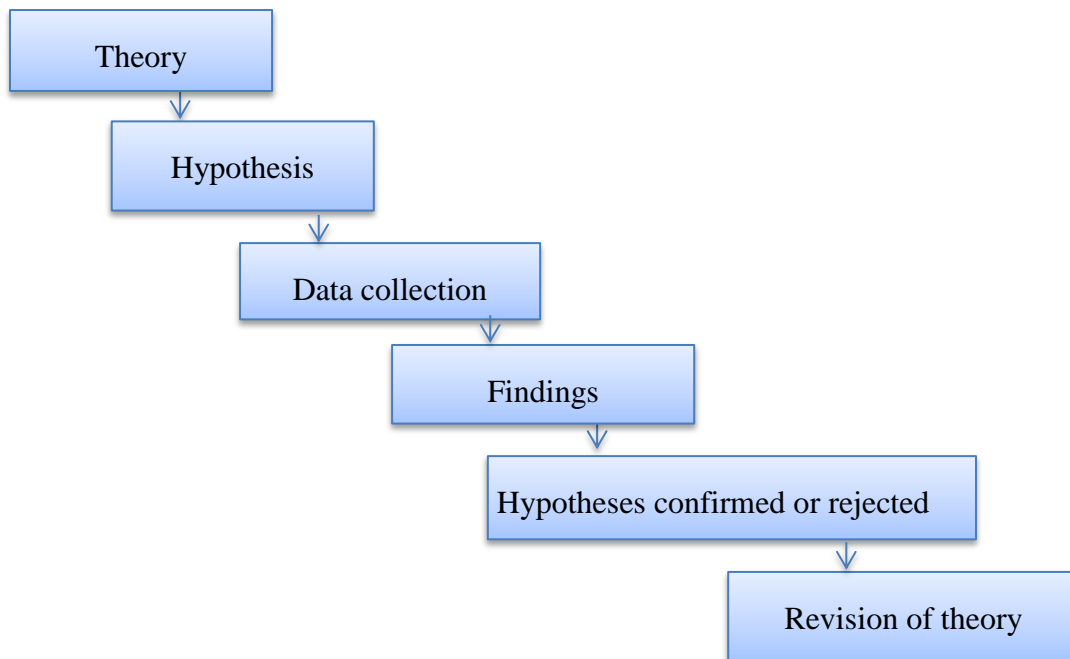 Theory
Hypothesis
Data collection
Findings
Hypotheses confirmed or rejected
Revision of theory